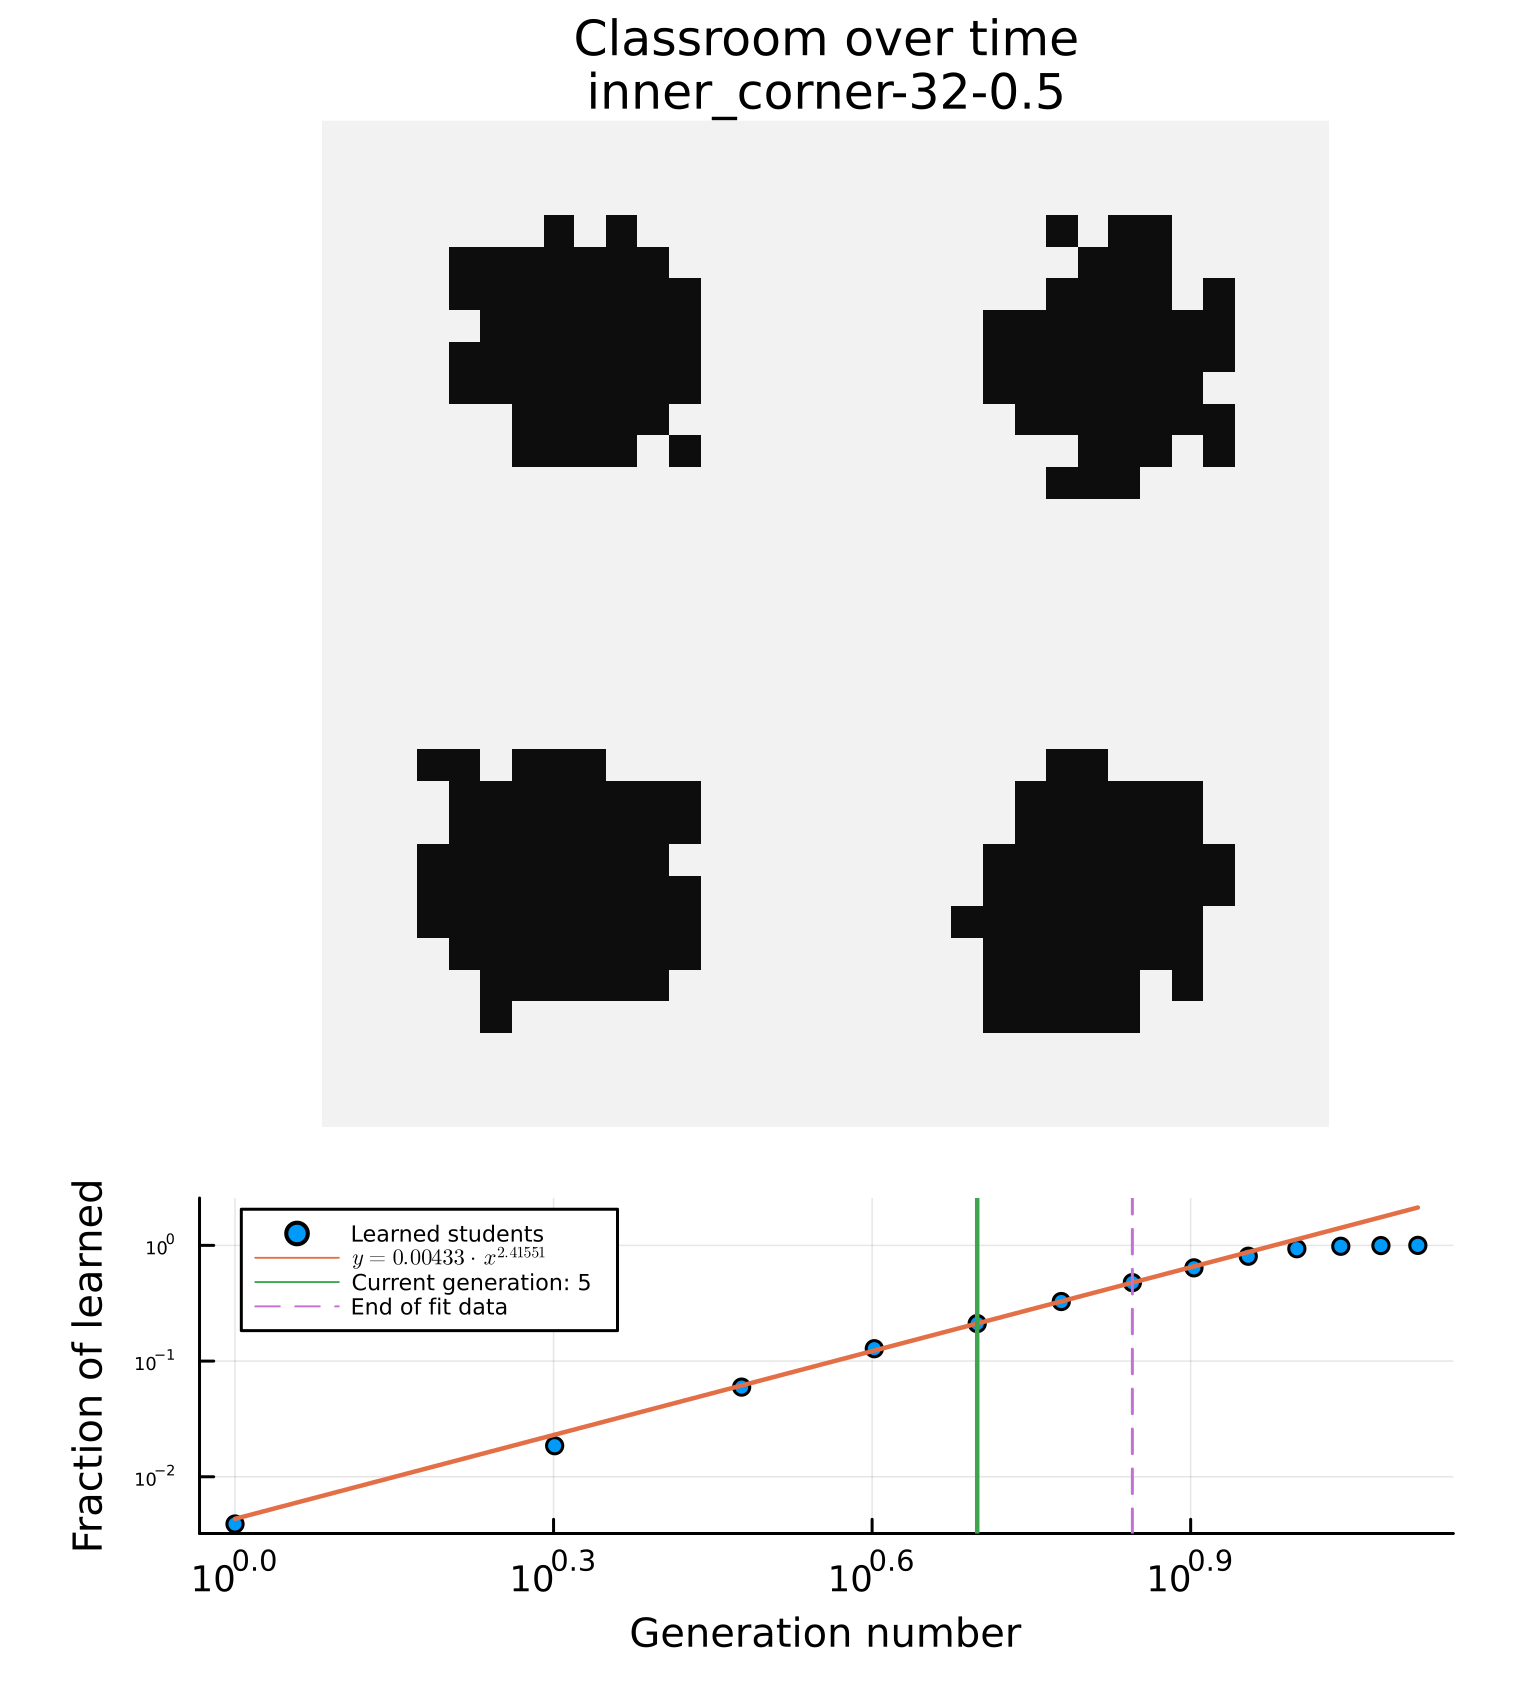 Classroom over time
inner_corner-32-0.5
Fraction of learned
10^0
10^-1
10^-2
Learned students
y = 0.00433 · x^2.41551
Current generation: 5
End of fit data
10^0.0 10^0.3 10^0.6 10^0.9
Generation number